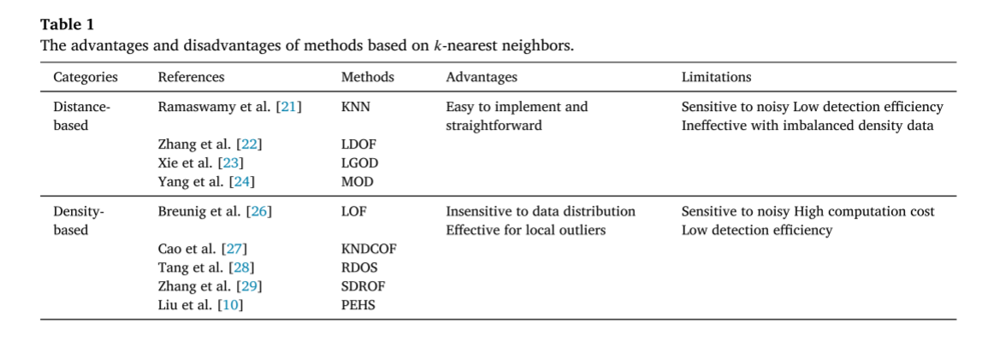 Table 1
The advantages and disadvantages of methods based on k-nearest neighbors.
Categories References Methods Advantages Limitations
Distance- Ramaswamy et al. [21] KNN Easy to implement and Sensitive to noisy Low detection efficiency
based straightforward Ineffective with imbalanced density data
Zhang et al. [22] LDOF
Xie et al. [23] LGOD
Yang et al. [24] MOD
Density- Breunig et al. [26] LOF Insensitive to data distribution Sensitive to noisy High computation cost
based Effective for local outliers Low detection efficiency
Cao et al. [27] KNDCOF
Tang et al. [28] RDOS
Zhang et al. [29] SDROF
Liu et al. [10] PEHS